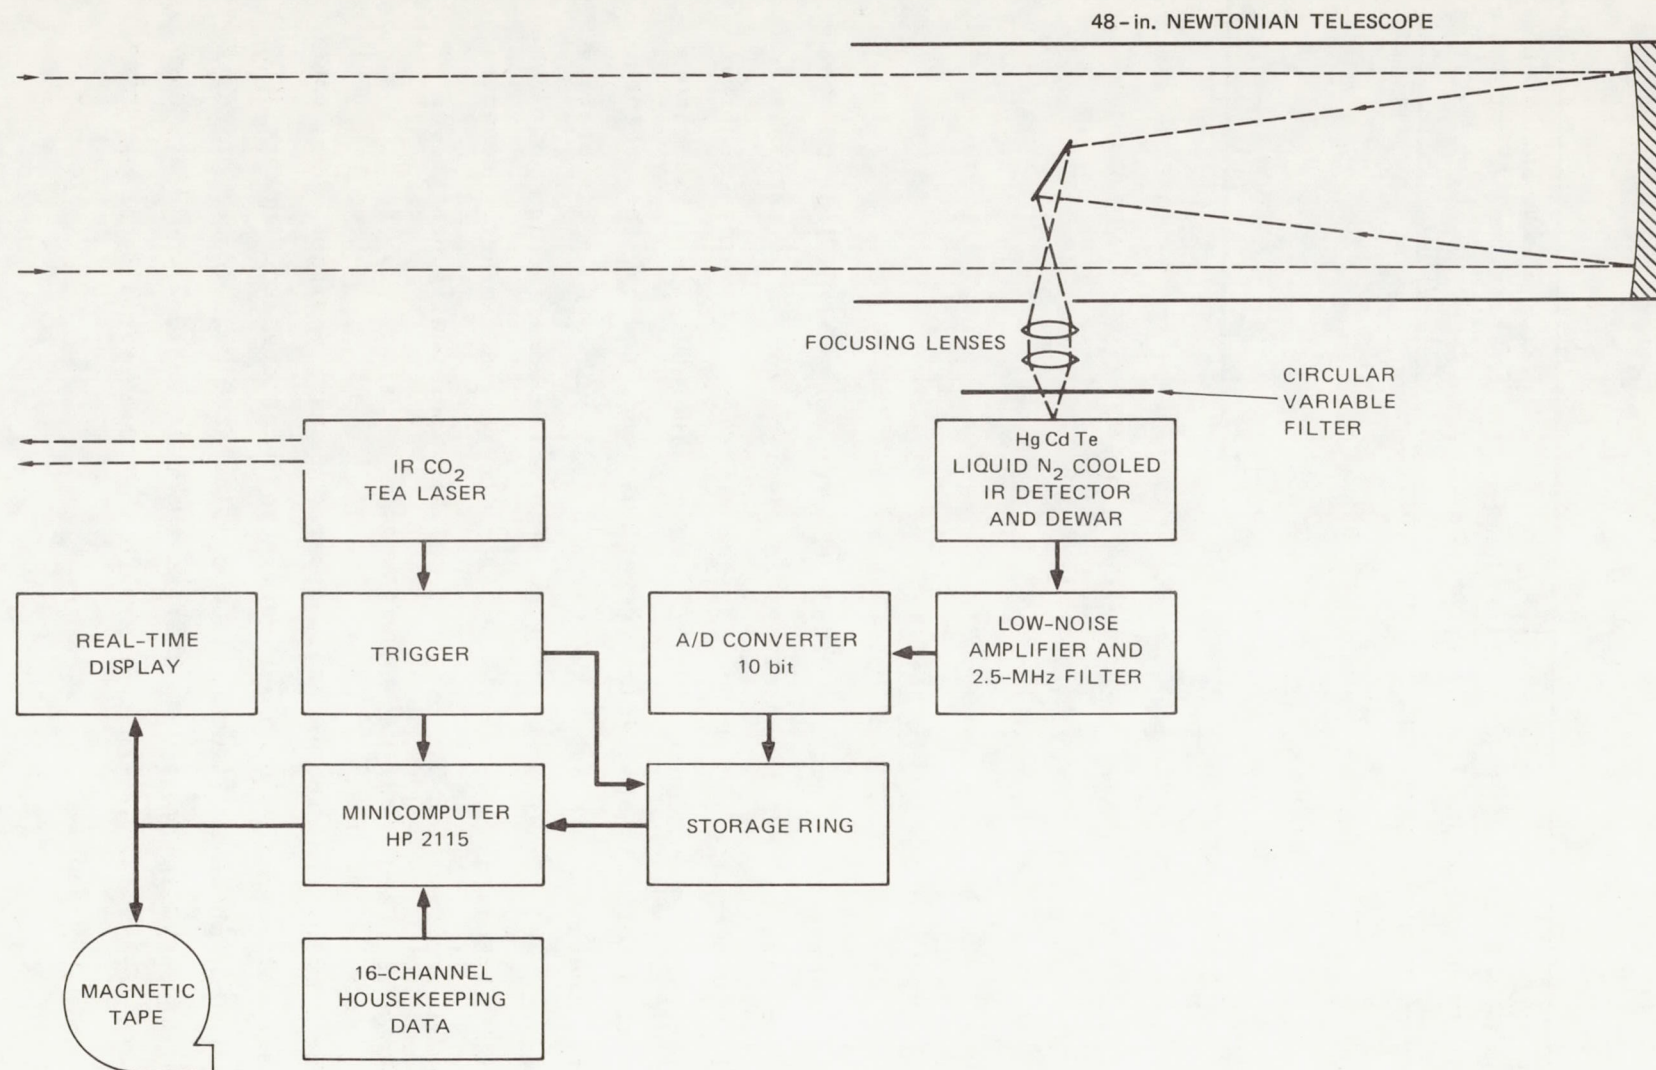 48-in. NEWTONIAN TELESCOPE
FOCUSING LENSES
CIRCULAR
VARIABLE
FILTER
IR CO2
TEA LASER
Hg Cd Te
LIQUID N2 COOLED
IR DETECTOR
AND DEWAR
REAL-TIME
DISPLAY
TRIGGER
A/D CONVERTER
10 bit
LOW-NOISE
AMPLIFIER AND
2.5-MHz FILTER
MINICOMPUTER
HP 2115
STORAGE RING
MAGNETIC
TAPE
16-CHANNEL
HOUSEKEEPING
DATA